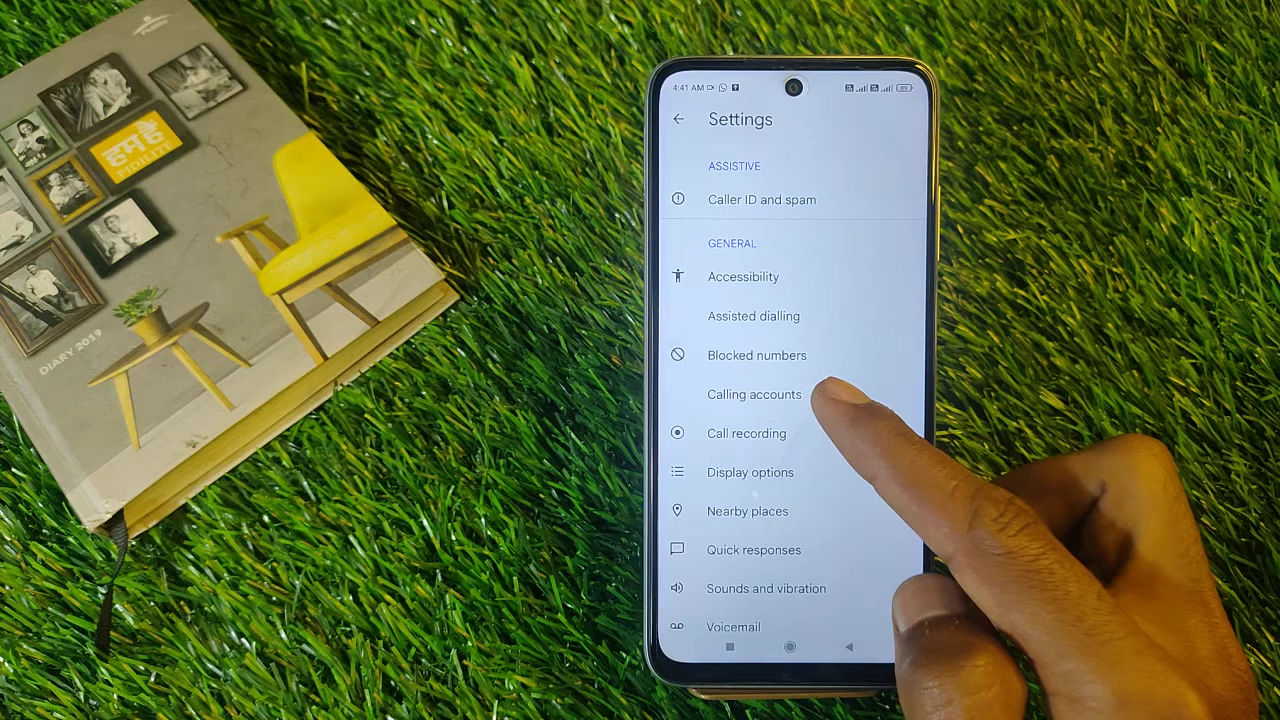 हम है
PIDILITE
DIARY 2019
4:41 AM
89
Settings
ASSISTIVE
Caller ID and spam
GENERAL
Accessibility
Assisted dialling
Blocked numbers
Calling accounts
Call recording
Display options
Nearby places
Quick responses
Sounds and vibration
Voicemail